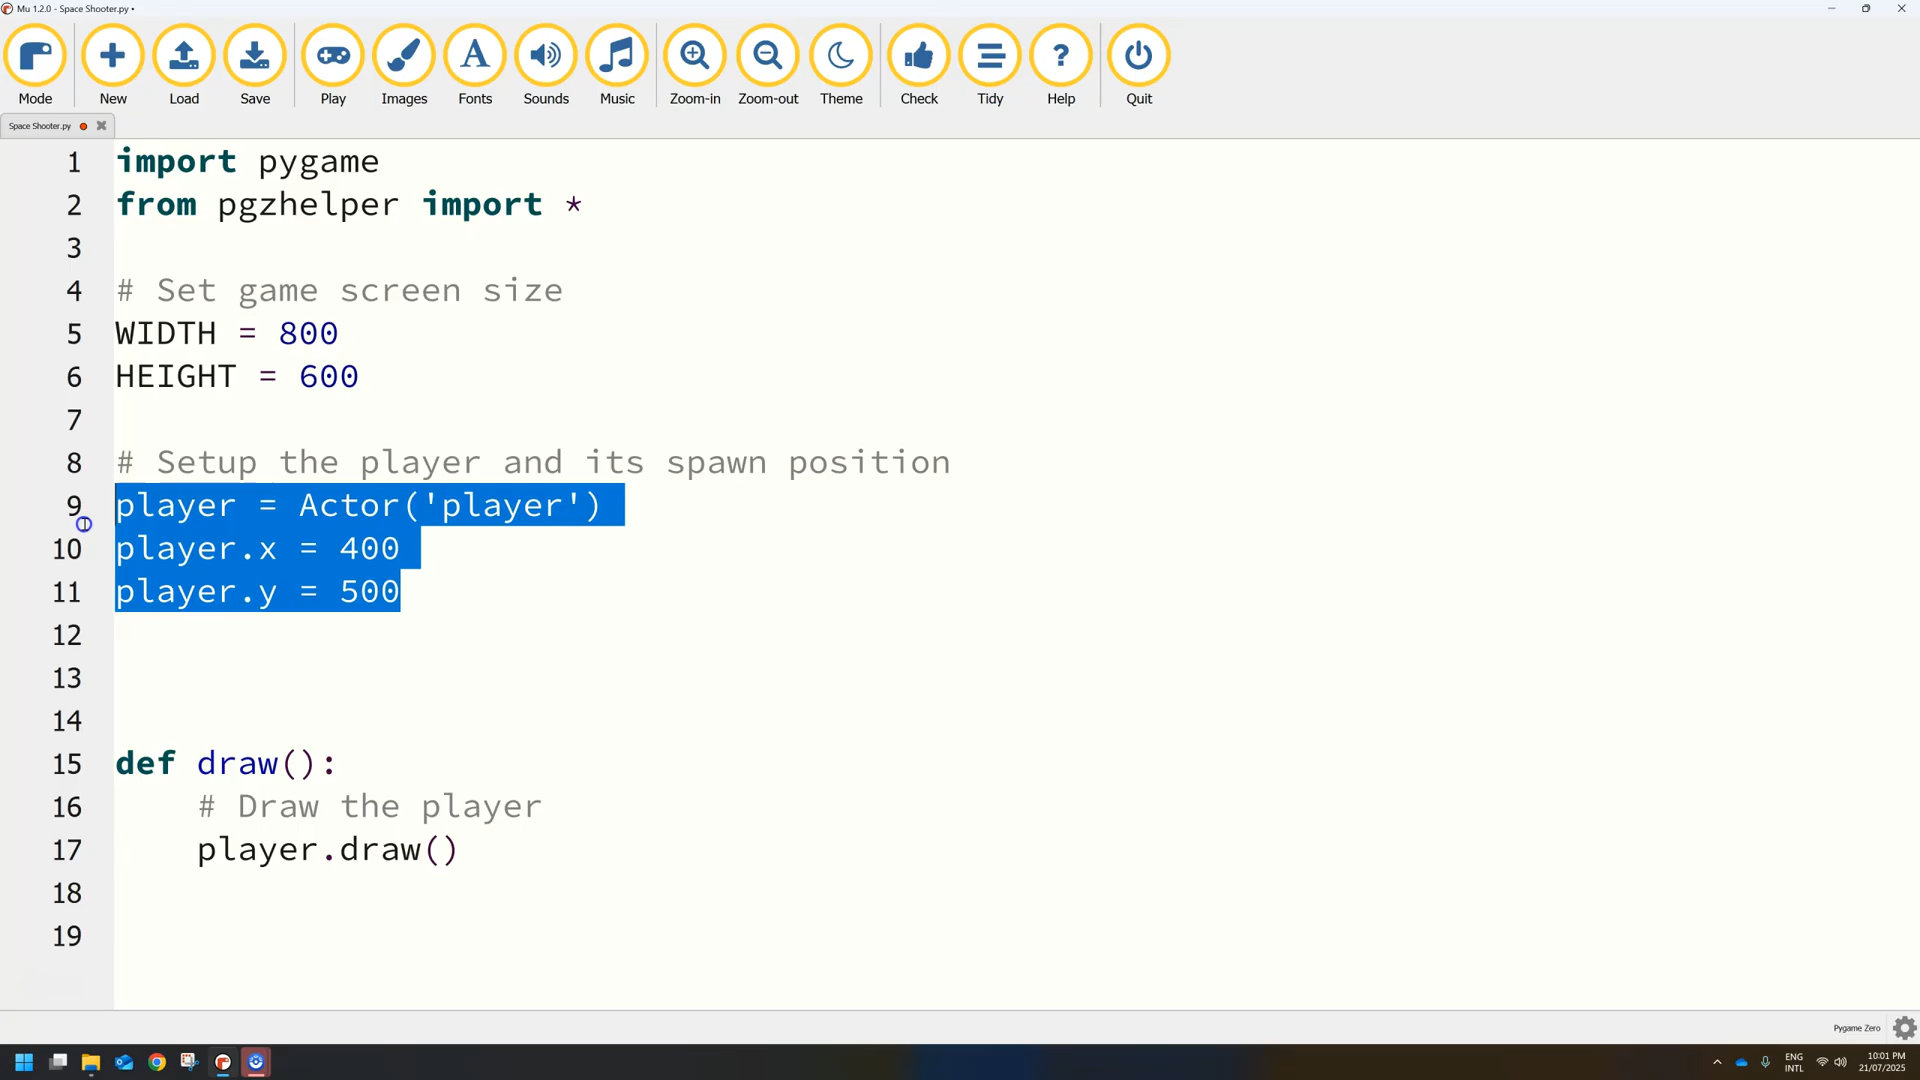 Mu 1.2.0 - Space Shooter.py •
Mode New Load Save Play Images Fonts Sounds Music Zoom-in Zoom-out Theme Check Tidy Help Quit
Space Shooter.py
1 import pygame
2 from pgzhelper import *
3
4 # Set game screen size
5 WIDTH = 800
6 HEIGHT = 600
7
8 # Setup the player and its spawn position
9 player = Actor('player')
10 player.x = 400
11 player.y = 500
12
13
14
15 def draw():
16     # Draw the player
17     player.draw()
18
19
Pygame Zero
ENG 10:01 PM
INTL 21/07/2025